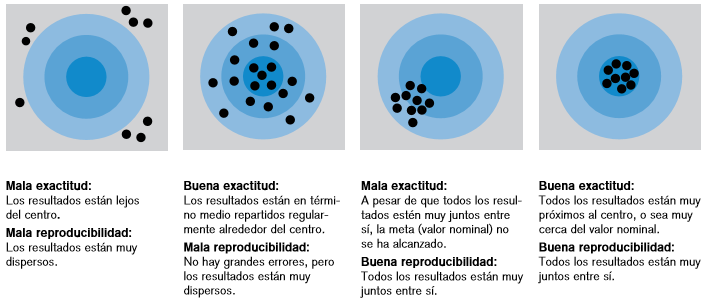 Mala exactitud:
Los resultados están lejos
del centro.
Mala reproducibilidad:
Los resultados están muy
dispersos.
Buena exactitud:
Los resultados están en térmi-
no medio repartidos regular-
mente alrededor del centro.
Mala reproducibilidad:
No hay grandes errores, pero
los resultados están muy
dispersos.
Mala exactitud:
A pesar de que todos los resul-
tados estén muy juntos entre
sí, la meta (valor nominal) no
se ha alcanzado.
Buena reproducibilidad:
Todos los resultados están muy
juntos entre sí.
Buena exactitud:
Todos los resultados están muy
próximos al centro, o sea muy
cerca del valor nominal.
Buena reproducibilidad:
Todos los resultados están muy
juntos entre sí.